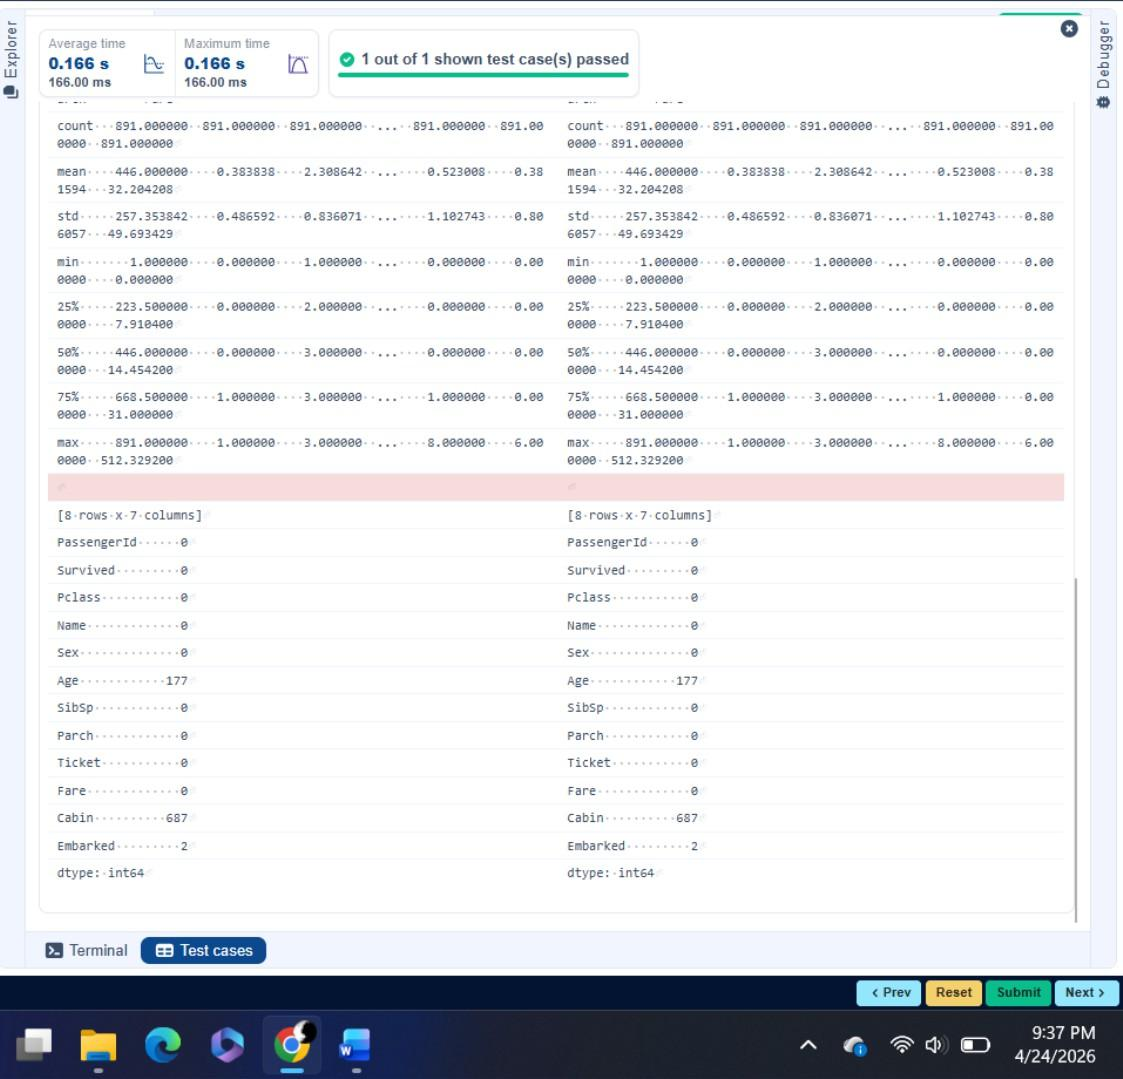 Explorer
Debugger
Average time
0.166 s
166.00 ms
Maximum time
0.166 s
166.00 ms
1 out of 1 shown test case(s) passed
count···891.000000··891.000000··891.000000··...··891.000000··891.00
0000··891.000000
count···891.000000··891.000000··891.000000··...··891.000000··891.00
0000··891.000000
mean····446.000000····0.383838····2.308642··...····0.523008····0.38
1594···32.204208
mean····446.000000····0.383838····2.308642··...····0.523008····0.38
1594···32.204208
std·····257.353842····0.486592····0.836071··...····1.102743····0.80
6057···49.693429
std·····257.353842····0.486592····0.836071··...····1.102743····0.80
6057···49.693429
min·······1.000000····0.000000····1.000000··...····0.000000····0.00
0000····0.000000
min·······1.000000····0.000000····1.000000··...····0.000000····0.00
0000····0.000000
25%·····223.500000····0.000000····2.000000··...····0.000000····0.00
0000····7.910400
25%·····223.500000····0.000000····2.000000··...····0.000000····0.00
0000····7.910400
50%·····446.000000····0.000000····3.000000··...····0.000000····0.00
0000···14.454200
50%·····446.000000····0.000000····3.000000··...····0.000000····0.00
0000···14.454200
75%·····668.500000····1.000000····3.000000··...····1.000000····0.00
0000···31.000000
75%·····668.500000····1.000000····3.000000··...····1.000000····0.00
0000···31.000000
max·····891.000000····1.000000····3.000000··...····8.000000····6.00
0000··512.329200
max·····891.000000····1.000000····3.000000··...····8.000000····6.00
0000··512.329200
[8·rows·x·7·columns] [8·rows·x·7·columns]
PassengerId······0 PassengerId······0
Survived·········0 Survived·········0
Pclass···········0 Pclass···········0
Name·············0 Name·············0
Sex··············0 Sex··············0
Age············177 Age············177
SibSp············0 SibSp············0
Parch············0 Parch············0
Ticket···········0 Ticket···········0
Fare·············0 Fare·············0
Cabin··········687 Cabin··········687
Embarked·········2 Embarked·········2
dtype:·int64 dtype:·int64
Terminal Test cases
< Prev Reset Submit Next >
W
9:37 PM
4/24/2026